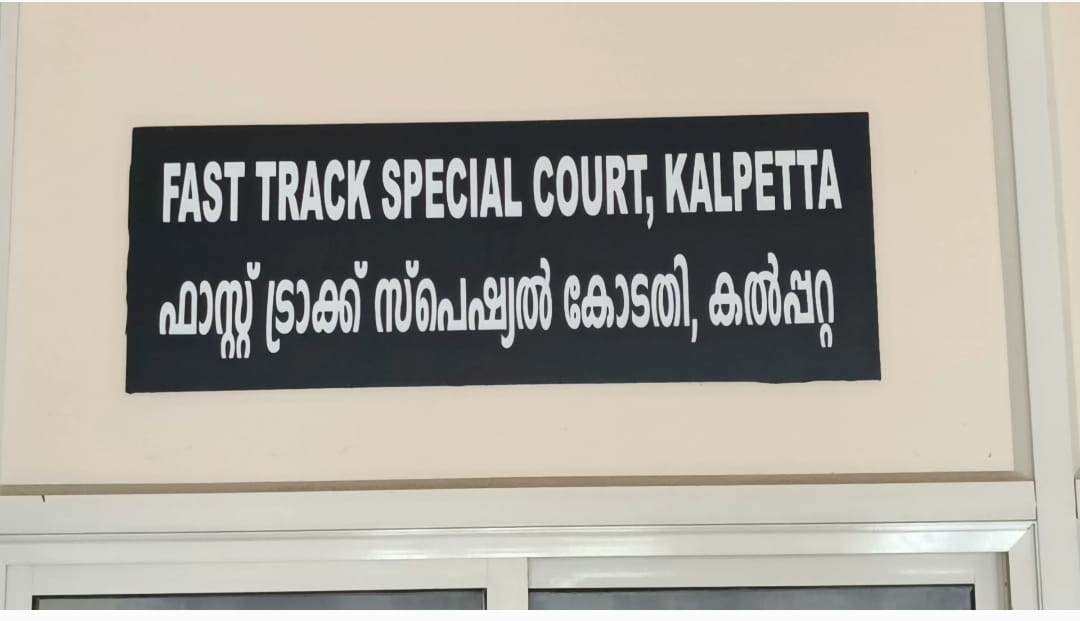 FAST TRACK SPECIAL COURT, KALPETTA
ഫാസ്റ്റ് ട്രാക്ക് സ്പെഷ്യൽ കോടതി, കൽപ്പറ്റ